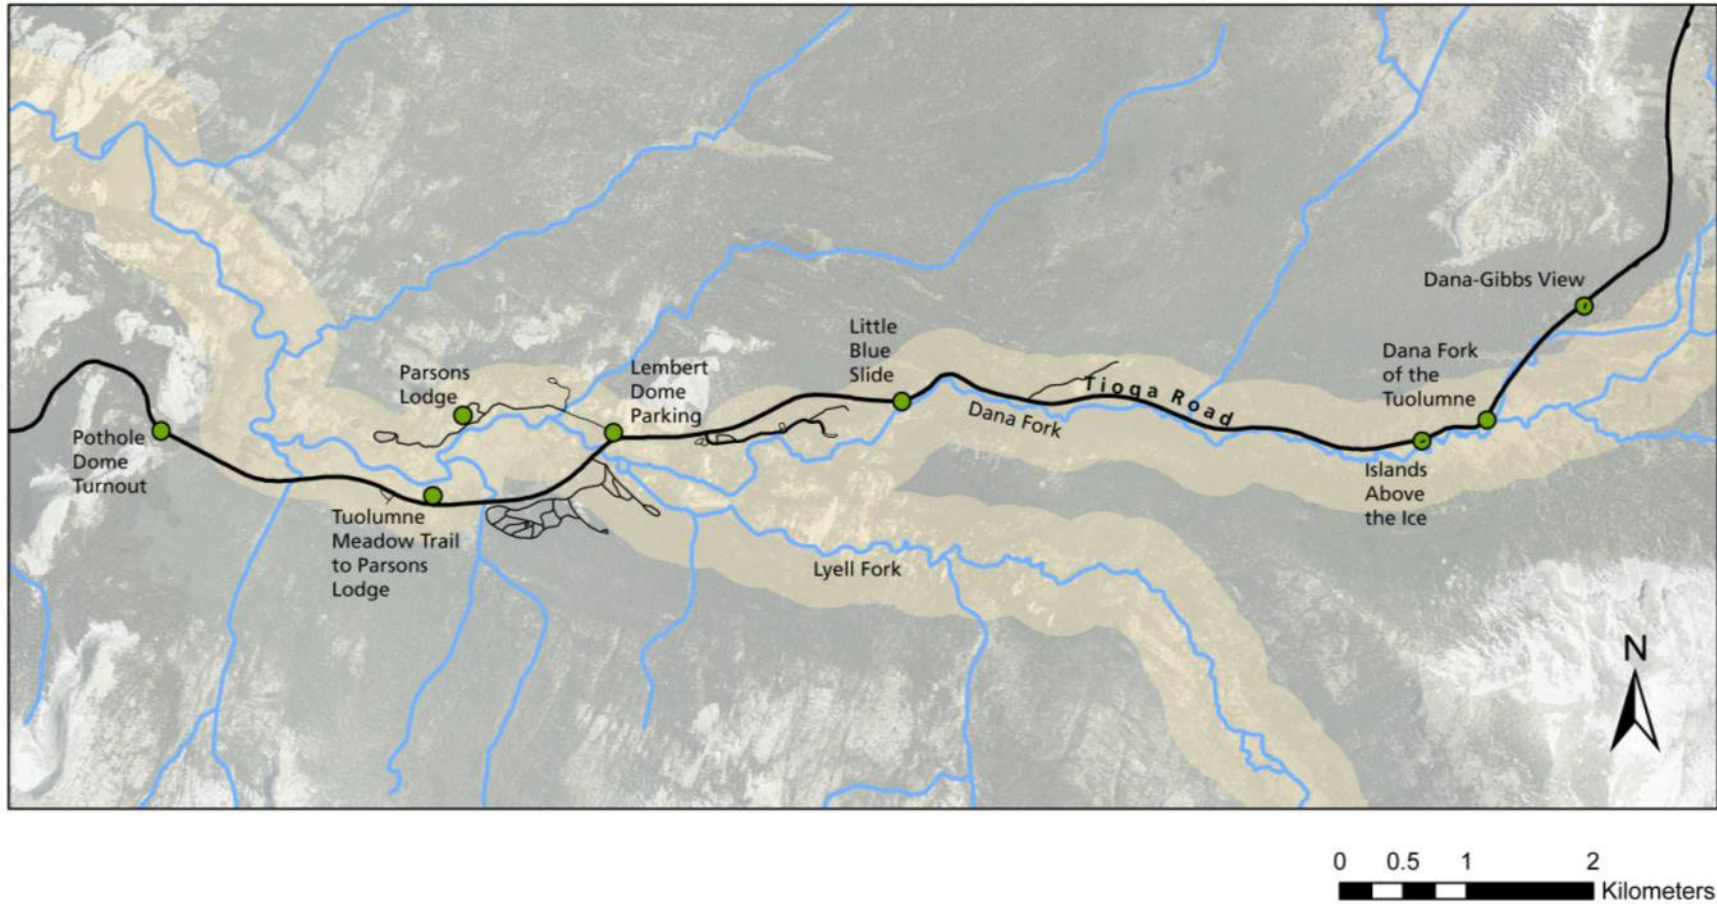 Dana-Gibbs View
Little
Blue
Slide
Dana Fork
of the
Tuolumne
Parsons
Lodge
Lembert
Dome
Parking
Tioga Road
Dana Fork
Pothole
Dome
Turnout
Islands
Above
the Ice
Tuolumne
Meadow Trail
to Parsons
Lodge
Lyell Fork
N
0 0.5 1 2
Kilometers